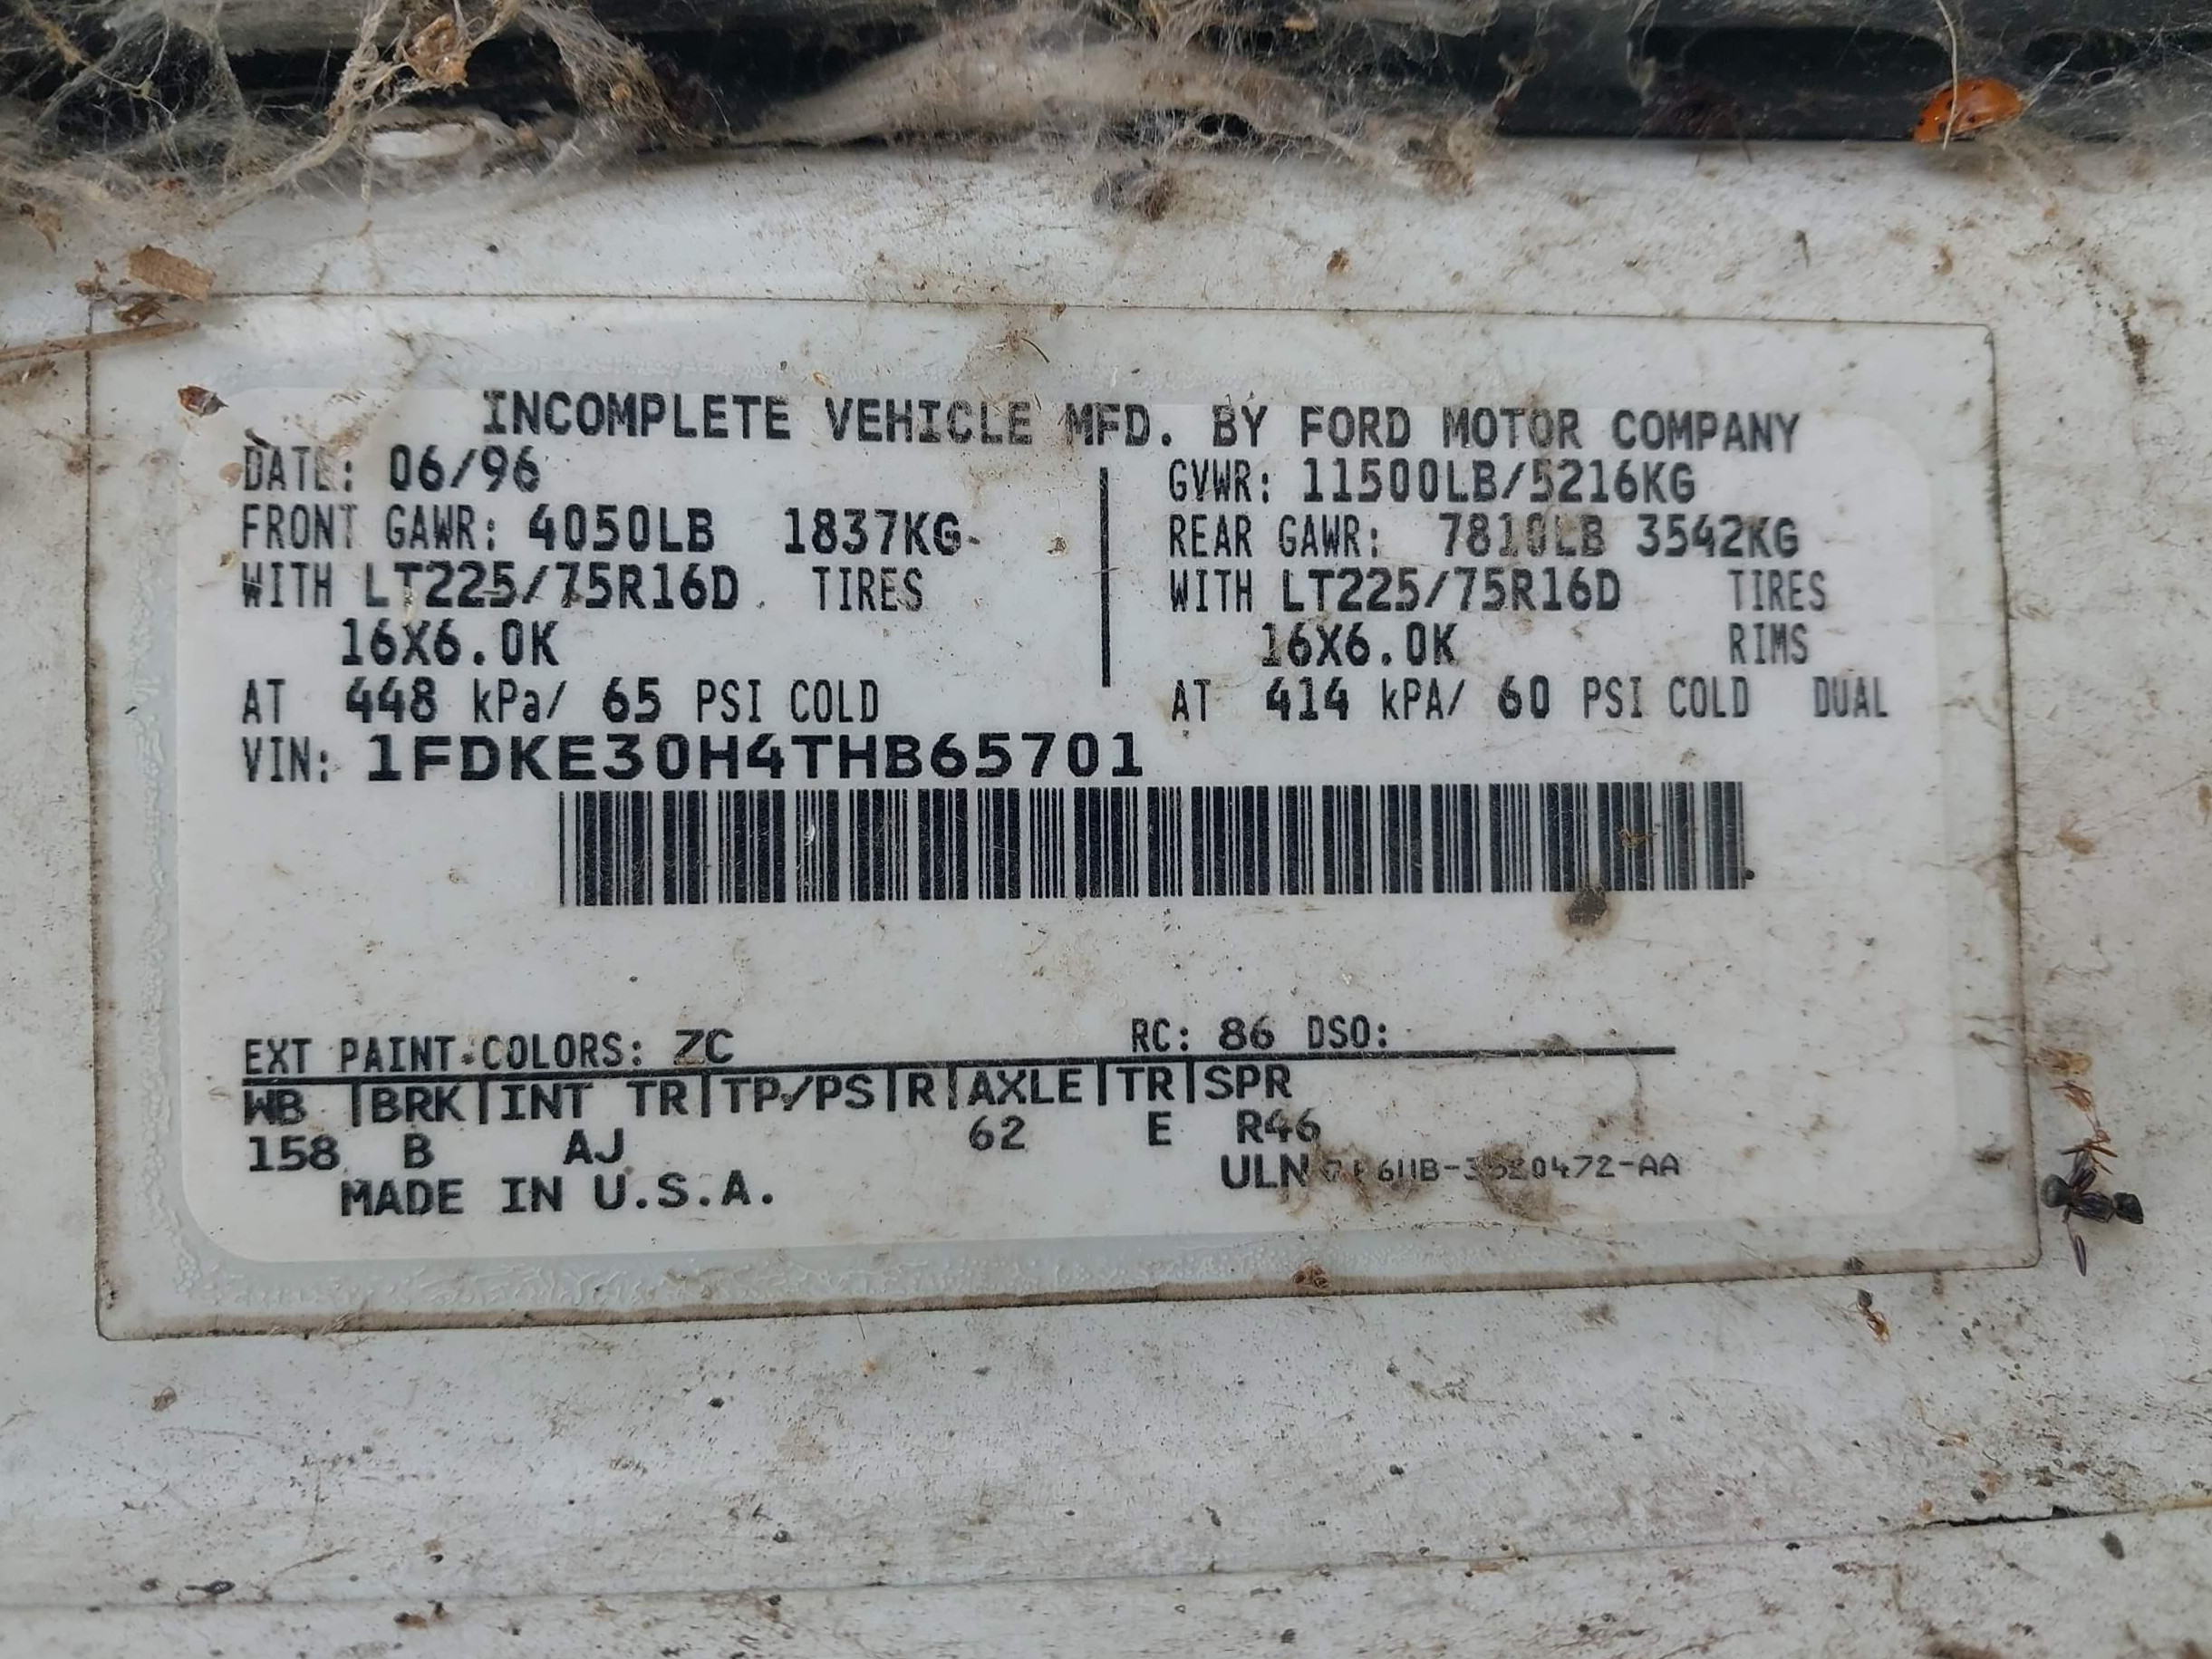 INCOMPLETE VEHICLE MFD. BY FORD MOTOR COMPANY
DATE: 06/96
GVWR: 11500LB/5216KG
FRONT GAWR: 4050LB 1837KG
REAR GAWR: 7810LB 3542KG
WITH LT225/75R16D TIRES
WITH LT225/75R16D TIRES
16X6.0K
16X6.0K RIMS
AT 448 kPa/ 65 PSI COLD
AT 414 kPA/ 60 PSI COLD DUAL
VIN: 1FDKE30H4THB65701
EXT PAINT COLORS: ZC RC: 86 DSO:
WB |BRK|INT TR|TP/PS|R|AXLE|TR|SPR
158 B AJ 62 E R46
MADE IN U.S.A.
ULN